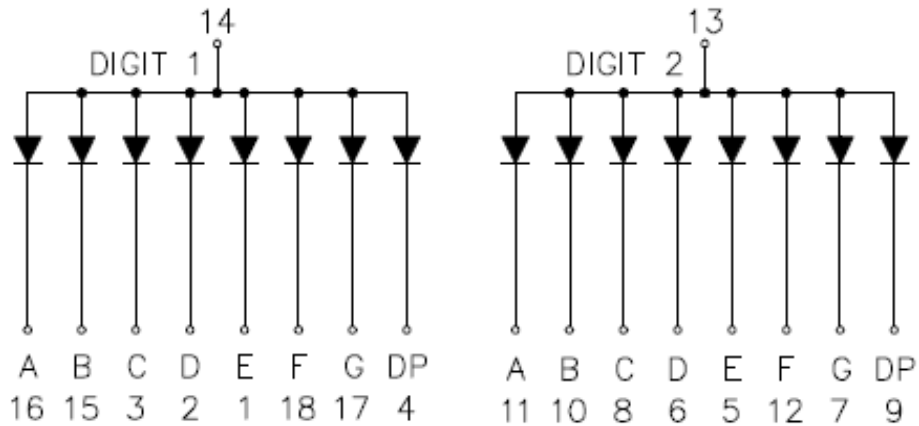 14 13
DIGIT 1 DIGIT 2
A B C D E F G DP A B C D E F G DP
16 15 3 2 1 18 17 4 11 10 8 6 5 12 7 9